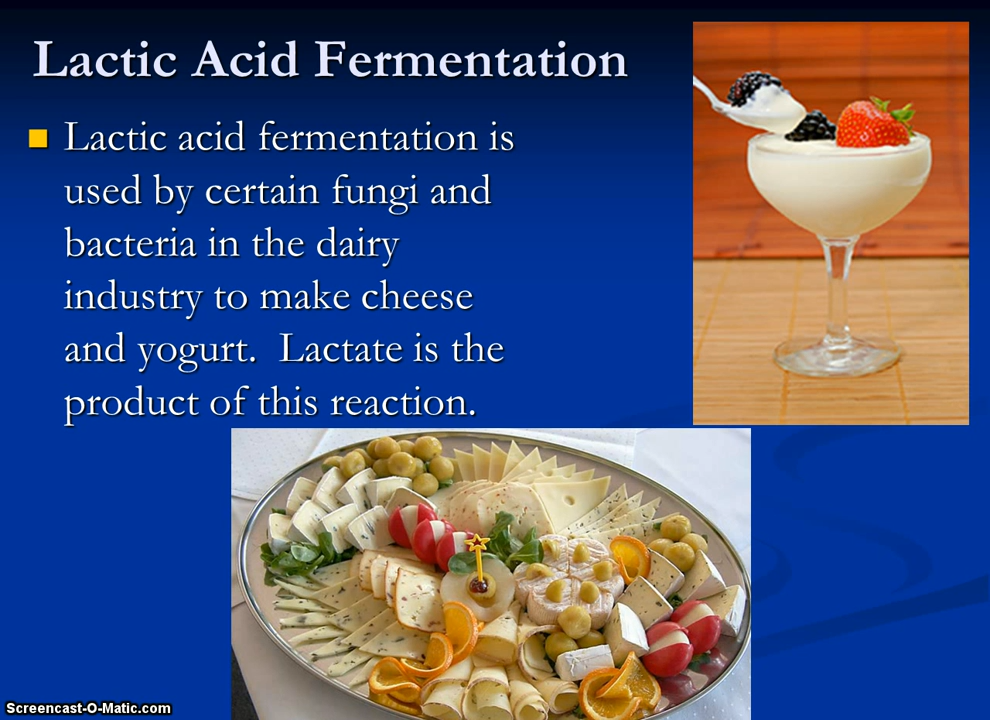 Lactic Acid Fermentation
Lactic acid fermentation is
used by certain fungi and
bacteria in the dairy
industry to make cheese
and yogurt.  Lactate is the
product of this reaction.
Screencast-O-Matic.com